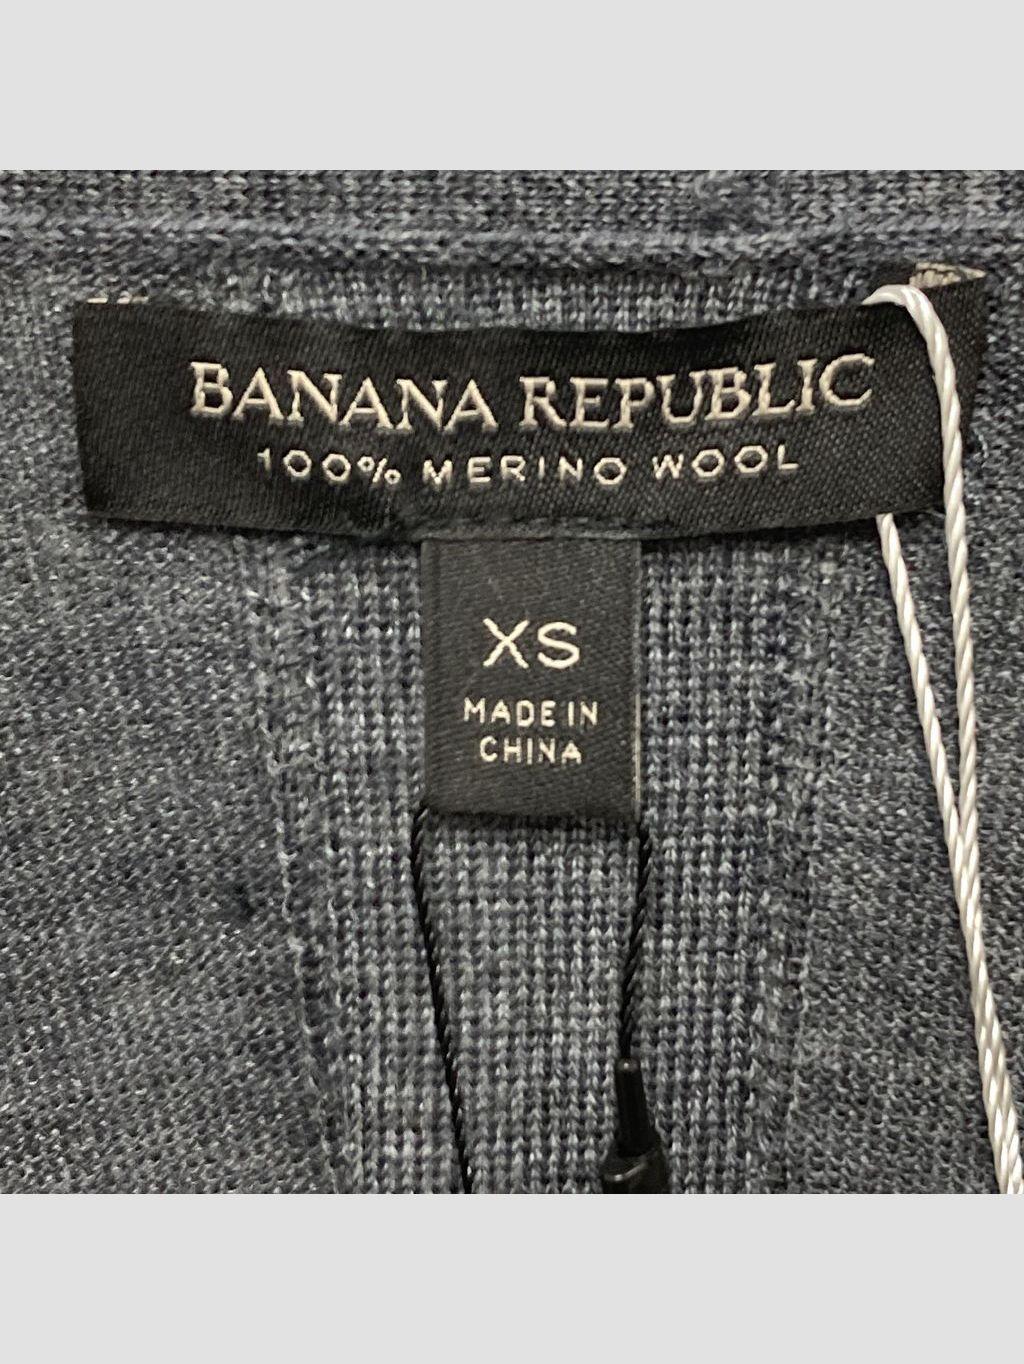 BANANA REPUBLIC
100% MERINO WOOL
XS
MADE IN
CHINA